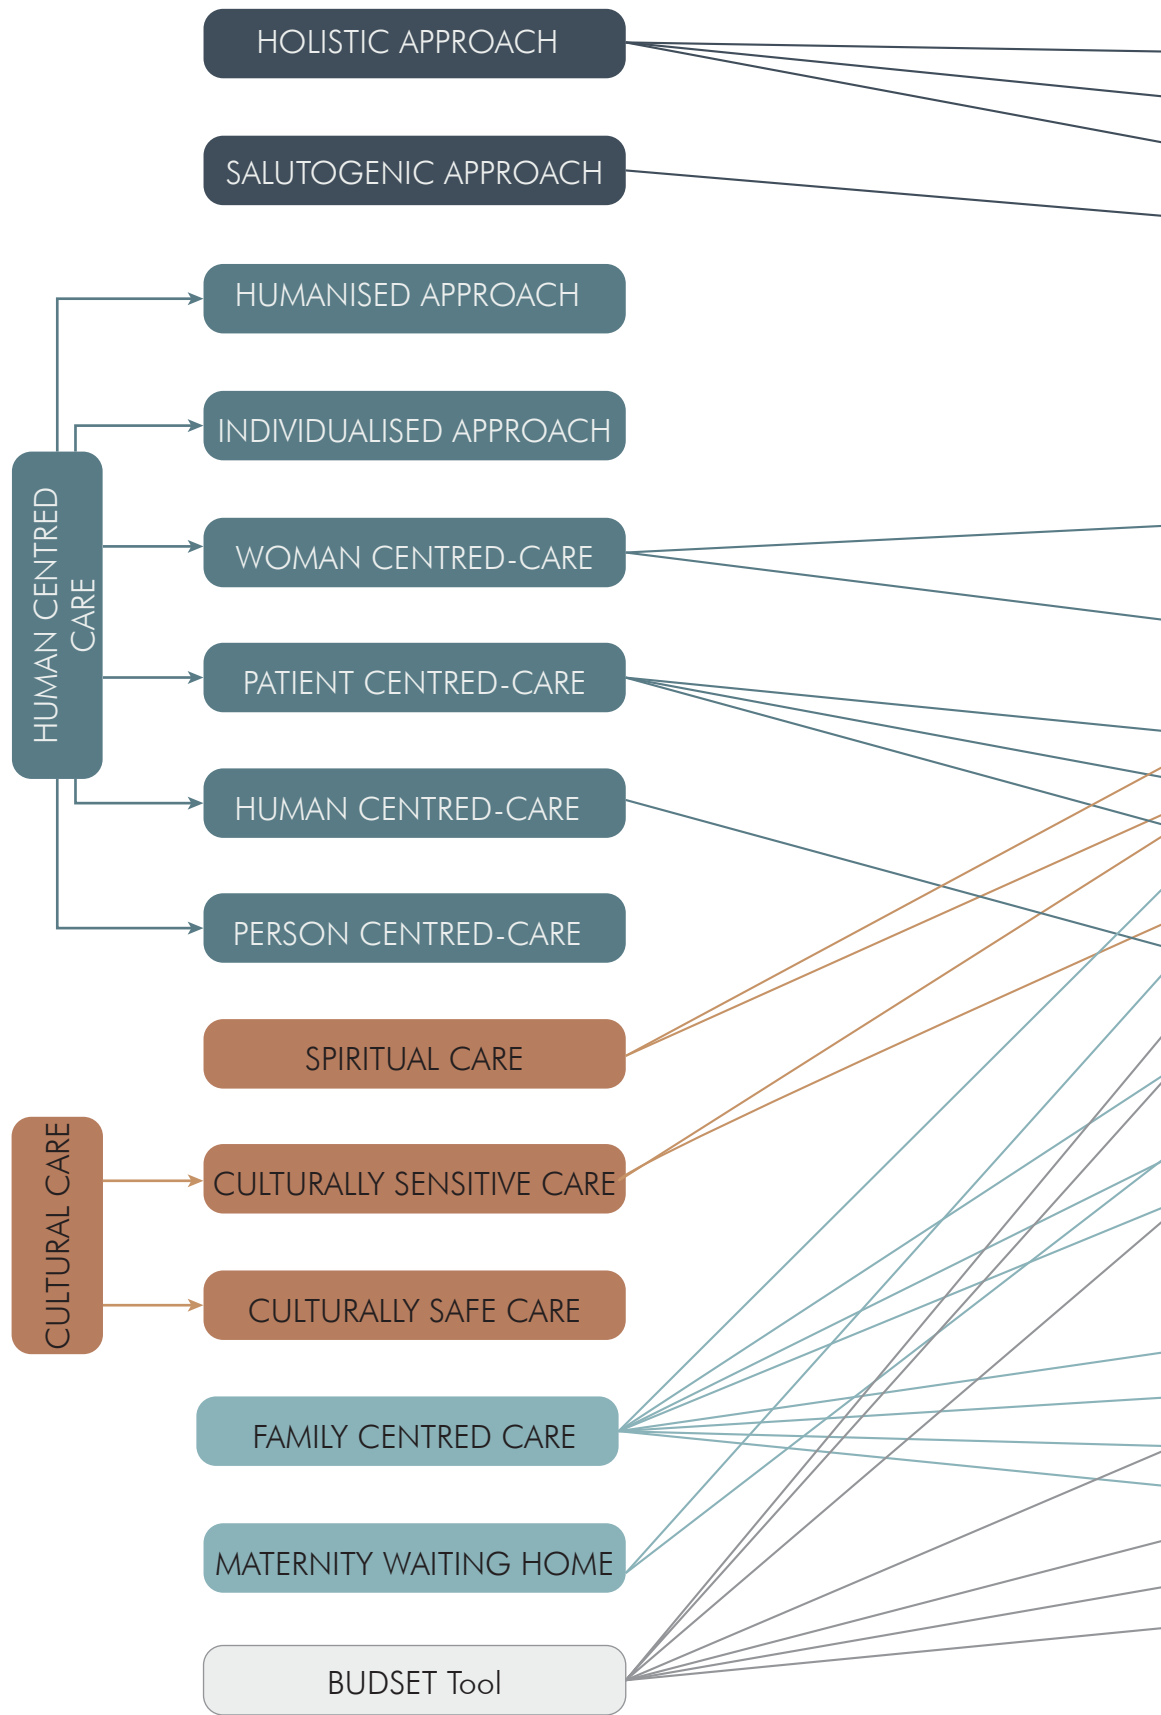 HOLISTIC APPROACH
SALUTOGENIC APPROACH
HUMANISED APPROACH
INDIVIDUALISED APPROACH
HUMAN CENTRED
CARE
WOMAN CENTRED-CARE
PATIENT CENTRED-CARE
HUMAN CENTRED-CARE
PERSON CENTRED-CARE
SPIRITUAL CARE
CULTURAL CARE
CULTURALLY SENSITIVE CARE
CULTURALLY SAFE CARE
FAMILY CENTRED CARE
MATERNITY WAITING HOME
BUDSET Tool